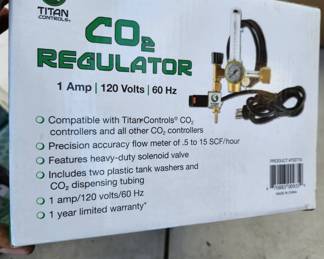 TITAN
CONTROLS®
CO₂
REGULATOR
1 Amp | 120 Volts | 60 Hz
Compatible with Titan Controls® CO₂
controllers and all other CO₂ controllers
Precision accuracy flow meter of .5 to 15 SCF/hour
Features heavy-duty solenoid valve
Includes two plastic tank washers and
CO₂ dispensing tubing
1 amp/120 volts/60 Hz
1 year limited warranty*